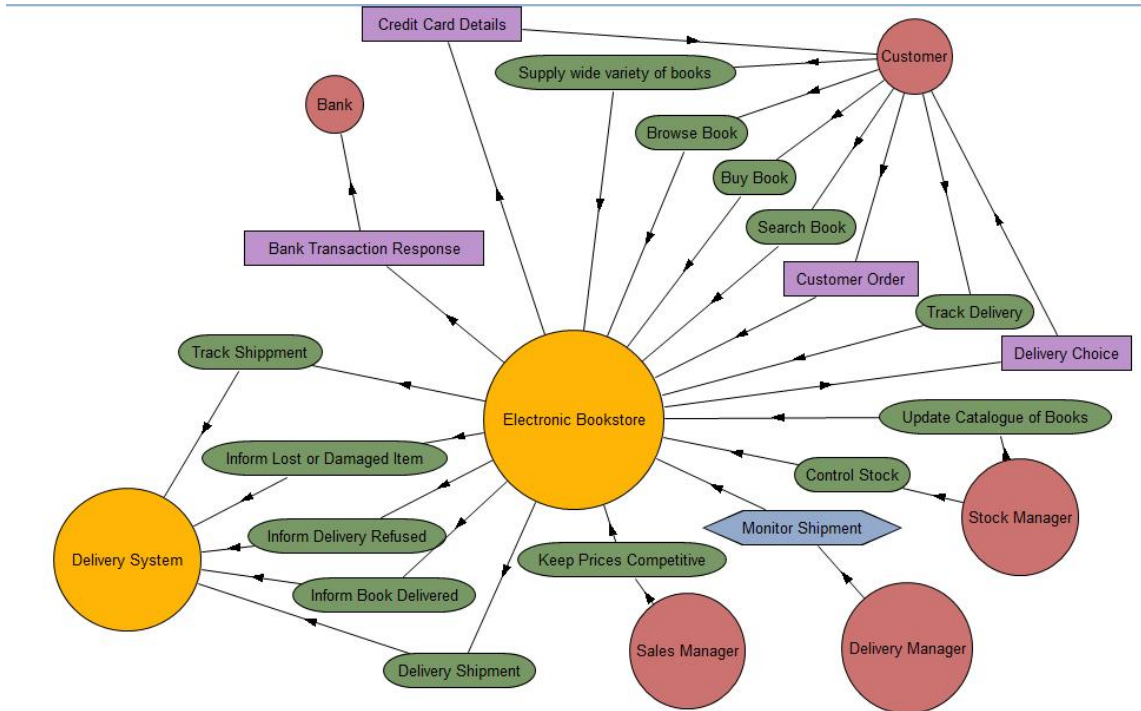 Credit Card Details
Customer
Supply wide variety of books
Bank
Browse Book
Buy Book
Search Book
Bank Transaction Response
Customer Order
Track Delivery
Track Shippment
Delivery Choice
Electronic Bookstore
Update Catalogue of Books
Inform Lost or Damaged Item
Control Stock
Stock Manager
Monitor Shipment
Inform Delivery Refused
Delivery System
Keep Prices Competitive
Inform Book Delivered
Sales Manager
Delivery Manager
Delivery Shipment